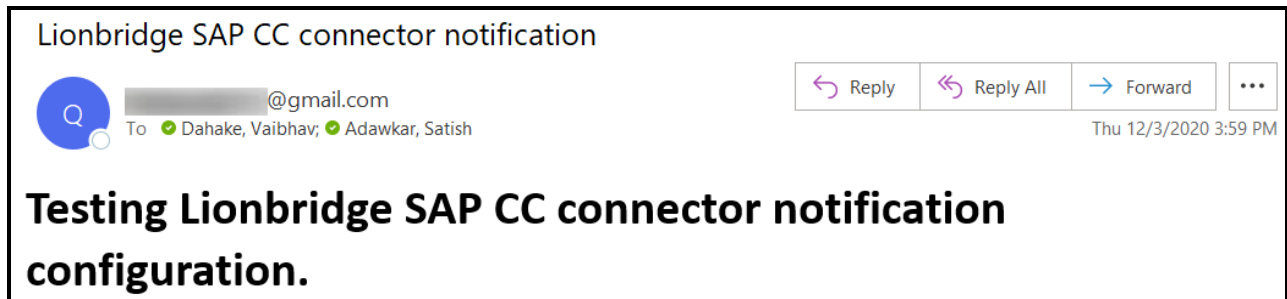 Lionbridge SAP CC connector notification
Reply
Reply All
Forward
Q
@gmail.com
To Dahake, Vaibhav; Adawkar, Satish
Thu 12/3/2020 3:59 PM
Testing Lionbridge SAP CC connector notification
configuration.